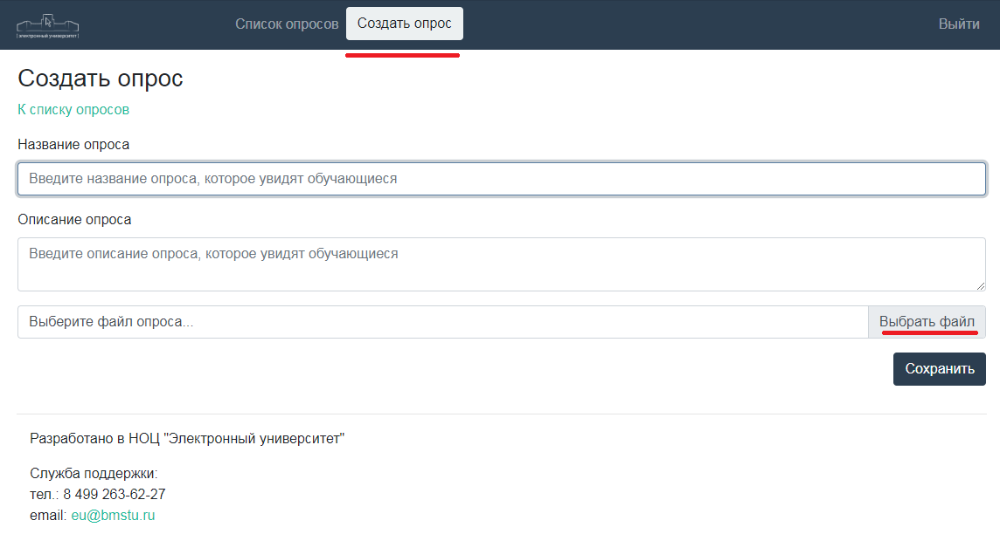 электронный университет
Список опросов
Создать опрос
Выйти
Создать опрос
К списку опросов
Название опроса
Введите название опроса, которое увидят обучающиеся
Описание опроса
Введите описание опроса, которое увидят обучающиеся
Выберите файл опроса...
Выбрать файл
Сохранить
Разработано в НОЦ "Электронный университет"
Служба поддержки:
тел.: 8 499 263-62-27
email: eu@bmstu.ru